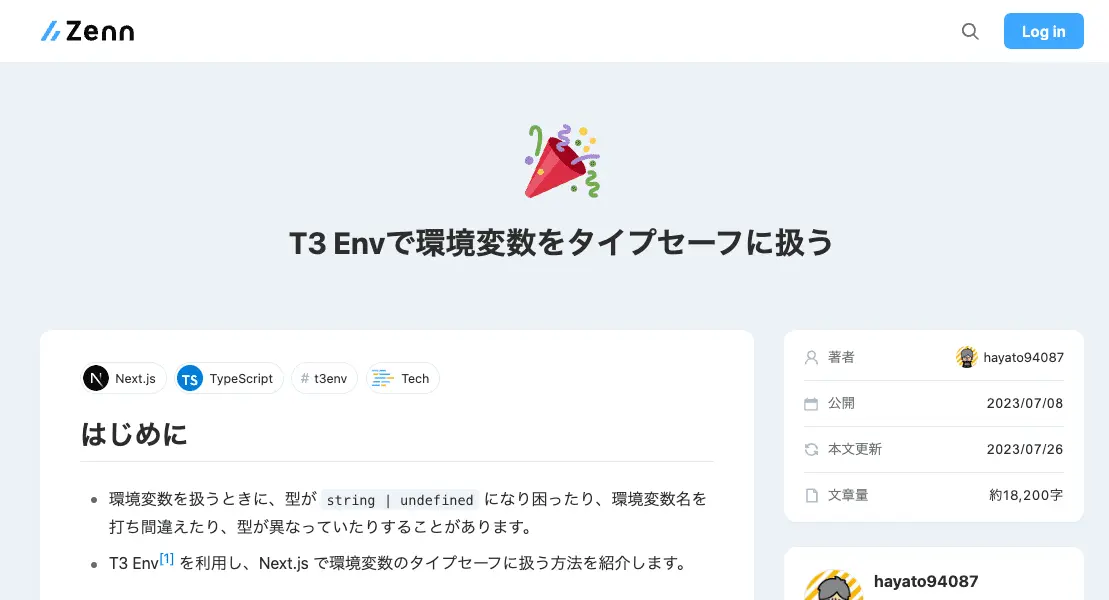 Zenn
Log in
T3 Envで環境変数をタイプセーフに扱う
Next.js
TS TypeScript
# t3env
Tech
はじめに
環境変数を扱うときに、型が string | undefined になり困ったり、環境変数名を
打ち間違えたり、型が異なっていたりすることがあります。
T3 Env[1] を利用し、Next.js で環境変数のタイプセーフに扱う方法を紹介します。
著者 hayato94087
公開 2023/07/08
本文更新 2023/07/26
文章量 約18,200字
hayato94087